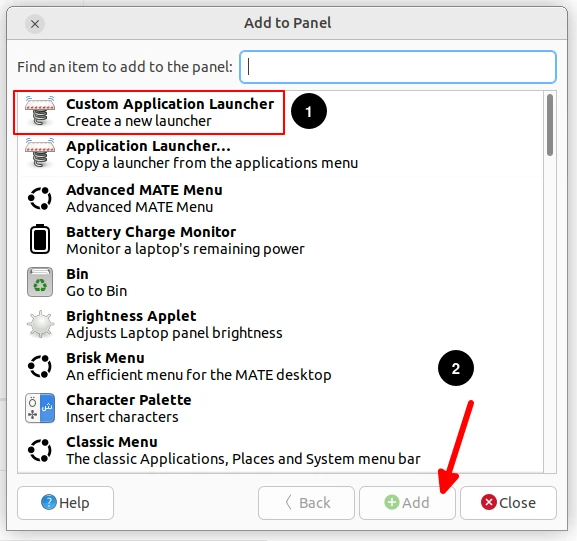 Add to Panel
Find an item to add to the panel:
Custom Application Launcher
Create a new launcher
1
Application Launcher...
Copy a launcher from the applications menu
Advanced MATE Menu
Advanced MATE Menu
Battery Charge Monitor
Monitor a laptop's remaining power
Bin
Go to Bin
Brightness Applet
Adjusts Laptop panel brightness
Brisk Menu
An efficient menu for the MATE desktop
2
Character Palette
Insert characters
Classic Menu
The classic Applications, Places and System menu bar
Help
Back
Add
Close